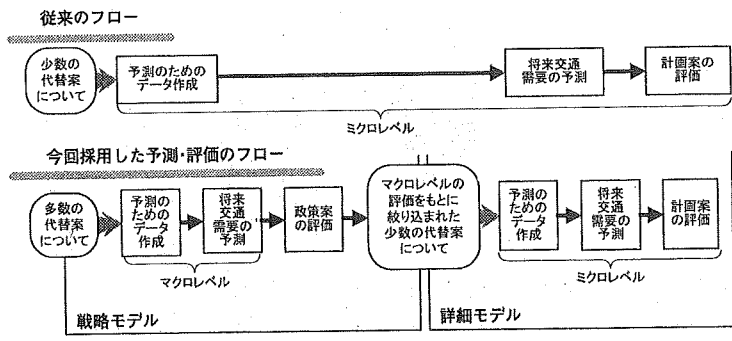 従来のフロー
少数の
代替案
について
予測のための
データ作成
将来交通
需要の予測
計画案の
評価
ミクロレベル
今回採用した予測・評価のフロー
多数の
代替案
について
予測の
ための
データ
作成
将来
交通
需要の
予測
政策案
の評価
マクロレベル
マクロレベルの
評価をもとに
絞り込まれた
少数の代替案
について
予測の
ための
データ
作成
将来
交通
需要の
予測
計画案
の評価
ミクロレベル
戦略モデル
詳細モデル